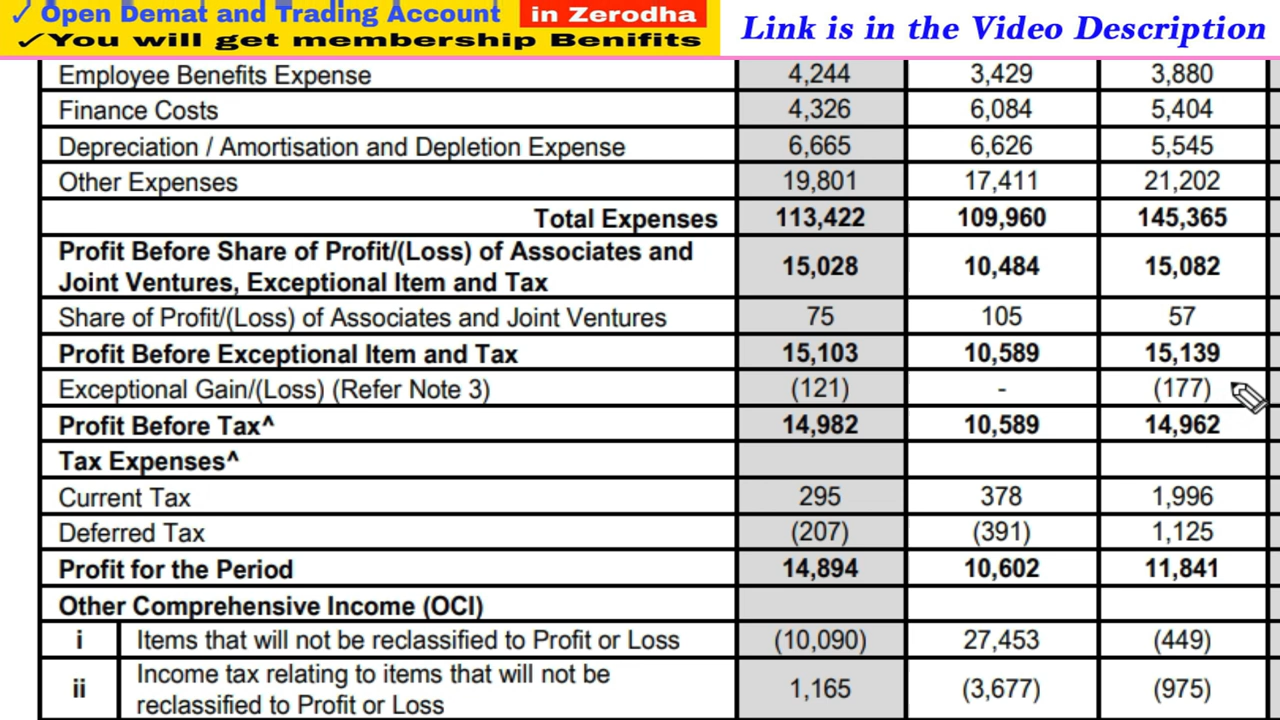 ✓ Open Demat and Trading Account in Zerodha
✓You will get membership Benifits
Link is in the Video Description
Employee Benefits Expense 4,244 3,429 3,880
Finance Costs 4,326 6,084 5,404
Depreciation / Amortisation and Depletion Expense 6,665 6,626 5,545
Other Expenses 19,801 17,411 21,202
Total Expenses 113,422 109,960 145,365
Profit Before Share of Profit/(Loss) of Associates and
Joint Ventures, Exceptional Item and Tax 15,028 10,484 15,082
Share of Profit/(Loss) of Associates and Joint Ventures 75 105 57
Profit Before Exceptional Item and Tax 15,103 10,589 15,139
Exceptional Gain/(Loss) (Refer Note 3) (121) - (177)
Profit Before Tax^ 14,982 10,589 14,962
Tax Expenses^
Current Tax 295 378 1,996
Deferred Tax (207) (391) 1,125
Profit for the Period 14,894 10,602 11,841
Other Comprehensive Income (OCI)
i Items that will not be reclassified to Profit or Loss (10,090) 27,453 (449)
ii Income tax relating to items that will not be
reclassified to Profit or Loss 1,165 (3,677) (975)